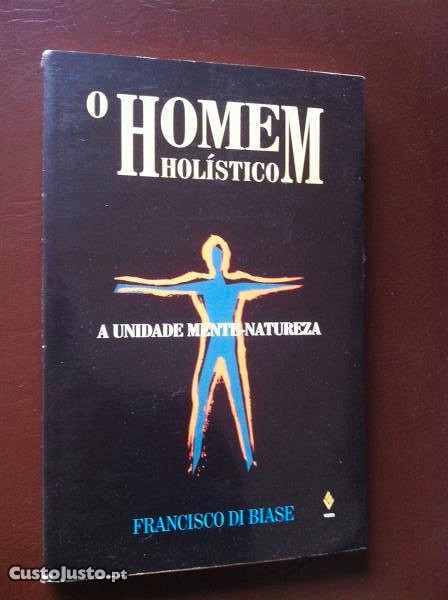 O HOMEM
HOLÍSTICO
A UNIDADE MENTE-NATUREZA
FRANCISCO DI BIASE
CustoJusto.pt